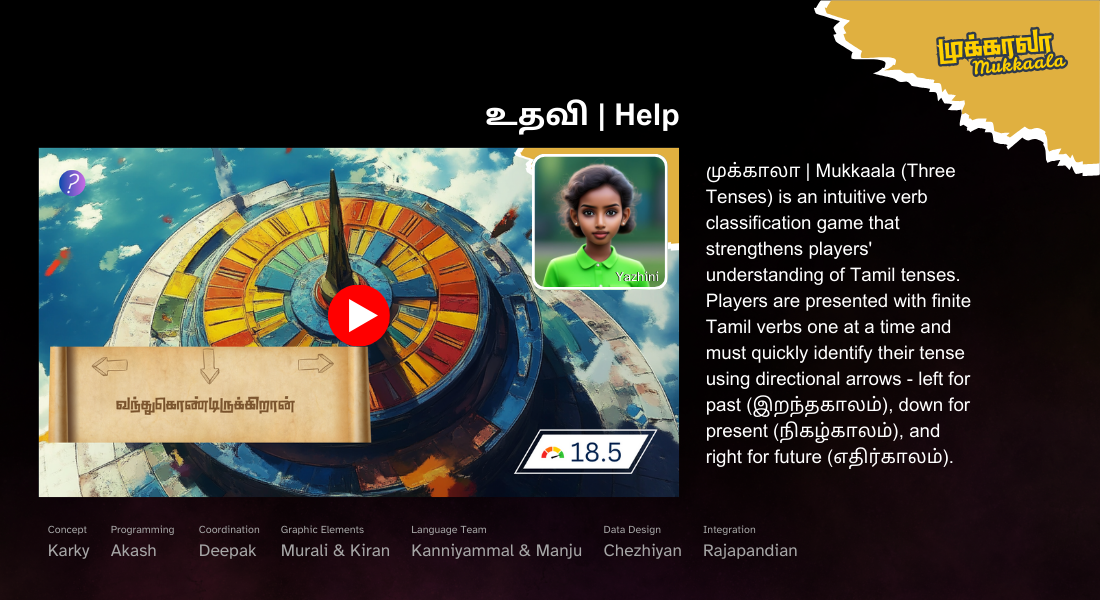 முக்காலா
Mukkaala
உதவி | Help
?
Yazhini
வந்துகொண்டிருக்கிறான்
18.5
முக்காலா | Mukkaala (Three
Tenses) is an intuitive verb
classification game that
strengthens players'
understanding of Tamil tenses.
Players are presented with finite
Tamil verbs one at a time and
must quickly identify their tense
using directional arrows - left for
past (இறந்தகாலம்), down for
present (நிகழ்காலம்), and
right for future (எதிர்காலம்).
Concept Programming Coordination Graphic Elements Language Team Data Design Integration
Karky Akash Deepak Murali & Kiran Kanniyammal & Manju Chezhiyan Rajapandian